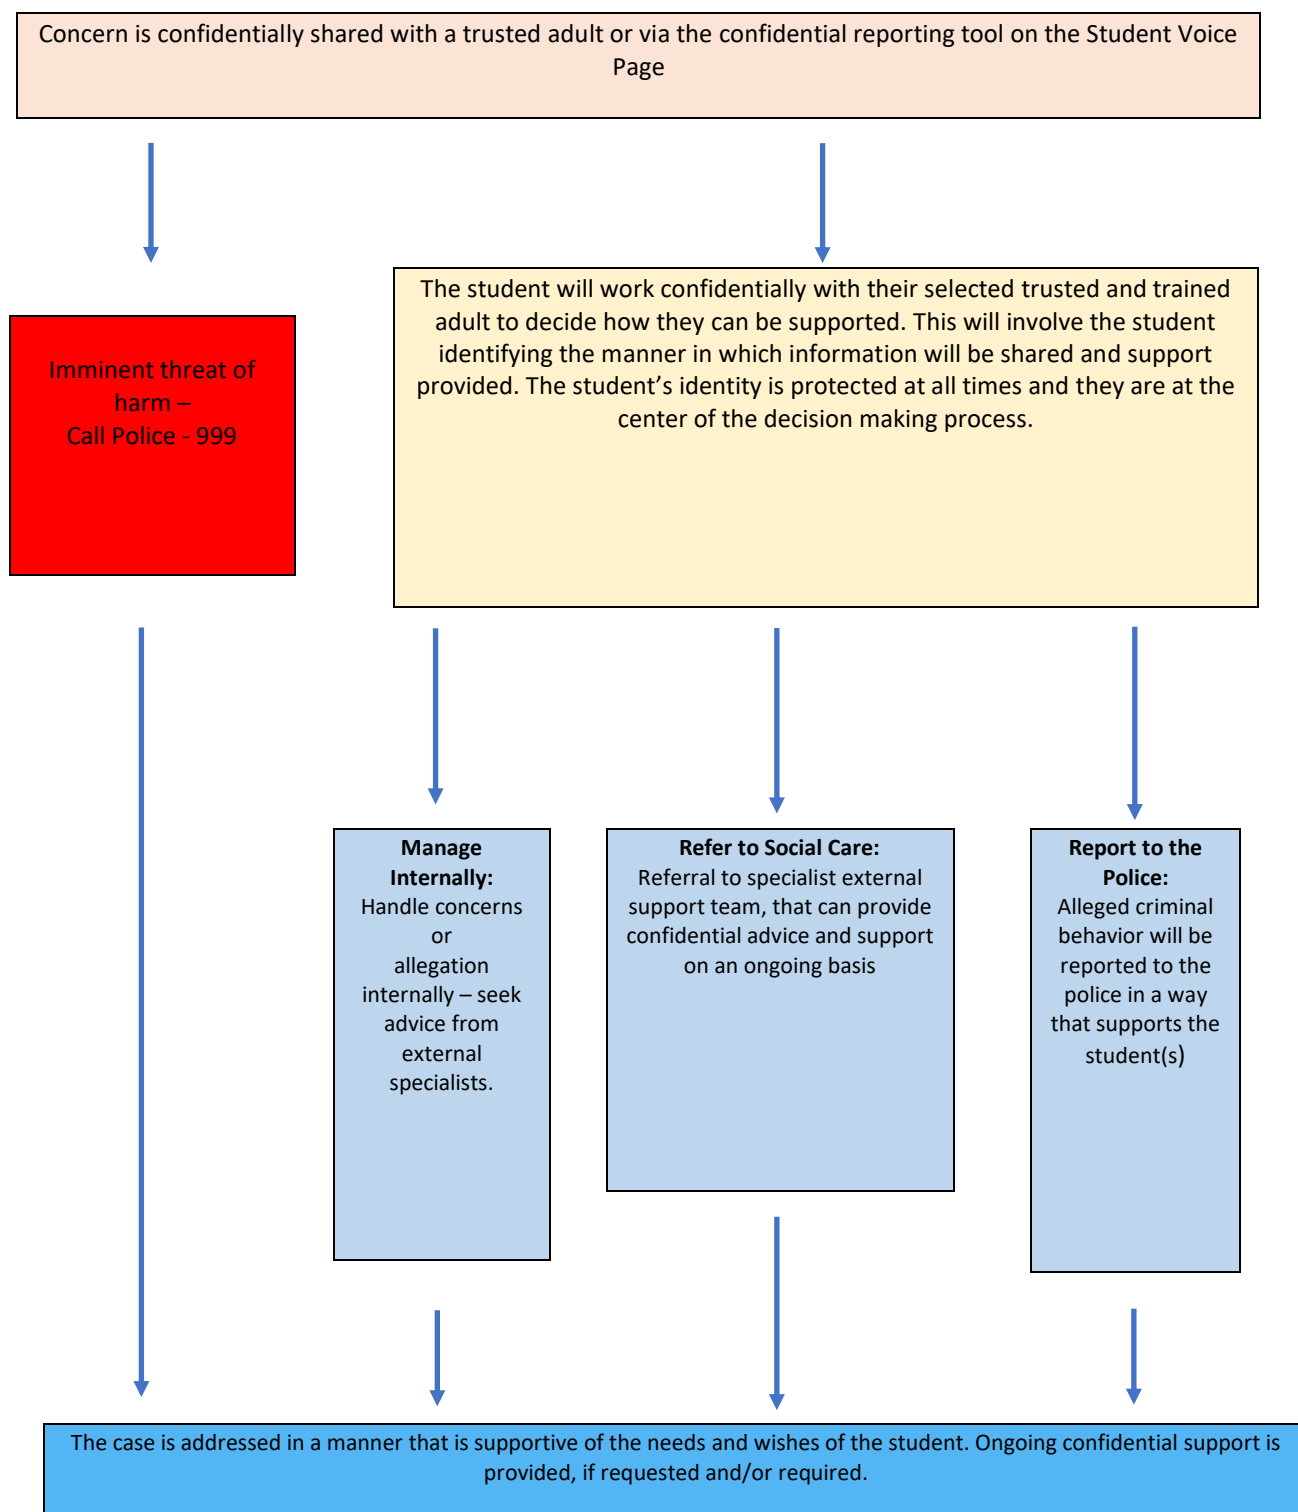 Concern is confidentially shared with a trusted adult or via the confidential reporting tool on the Student Voice
Page
Imminent threat of
harm –
Call Police - 999
The student will work confidentially with their selected trusted and trained
adult to decide how they can be supported. This will involve the student
identifying the manner in which information will be shared and support
provided. The student’s identity is protected at all times and they are at the
center of the decision making process.
Manage
Internally:
Handle concerns
or
allegation
internally – seek
advice from
external
specialists.
Refer to Social Care:
Referral to specialist external
support team, that can provide
confidential advice and support
on an ongoing basis
Report to the
Police:
Alleged criminal
behavior will be
reported to the
police in a way
that supports the
student(s)
The case is addressed in a manner that is supportive of the needs and wishes of the student. Ongoing confidential support is
provided, if requested and/or required.